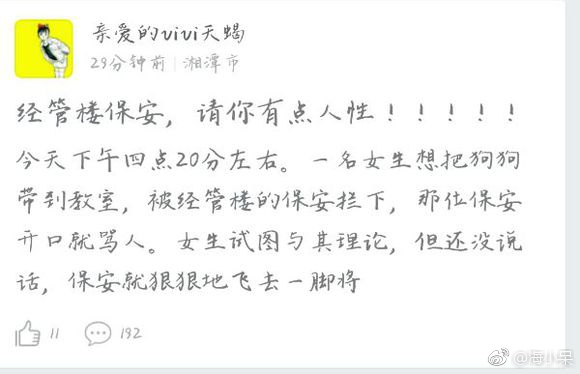 亲爱的vivi天蝎
29分钟前 | 湘潭市
经管楼保安，请你有点人性！！！！！
今天下午四点20分左右。一名女生想把狗狗
带到教室，被经管楼的保安拦下，那位保安
开口就骂人。女生试图与其理论，但还没说
话，保安就狠狠地飞去一脚将
11 192
@海小呆